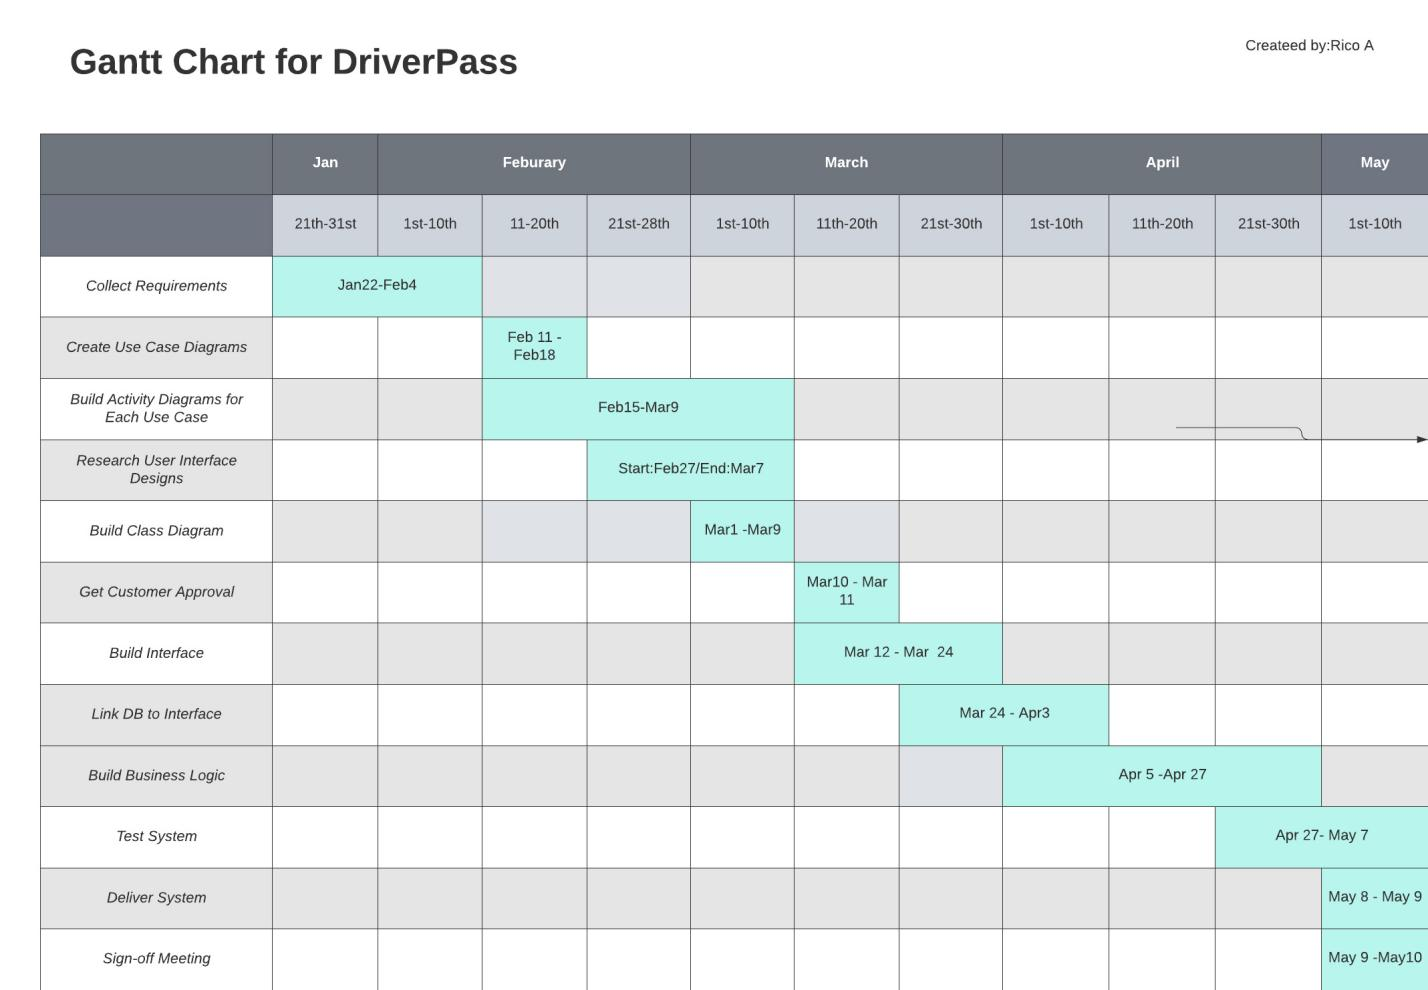 Gantt Chart for DriverPass
Createed by:Rico A
Jan
Feburary
March
April
May
21th-31st
1st-10th
11-20th
21st-28th
1st-10th
11th-20th
21st-30th
1st-10th
11th-20th
21st-30th
1st-10th
Collect Requirements
Jan22-Feb4
Create Use Case Diagrams
Feb 11 -
Feb18
Build Activity Diagrams for
Each Use Case
Feb15-Mar9
Research User Interface
Designs
Start:Feb27/End:Mar7
Build Class Diagram
Mar1 -Mar9
Get Customer Approval
Mar10 - Mar
11
Build Interface
Mar 12 - Mar  24
Link DB to Interface
Mar 24 - Apr3
Build Business Logic
Apr 5 -Apr 27
Test System
Apr 27- May 7
Deliver System
May 8 - May 9
Sign-off Meeting
May 9 -May10